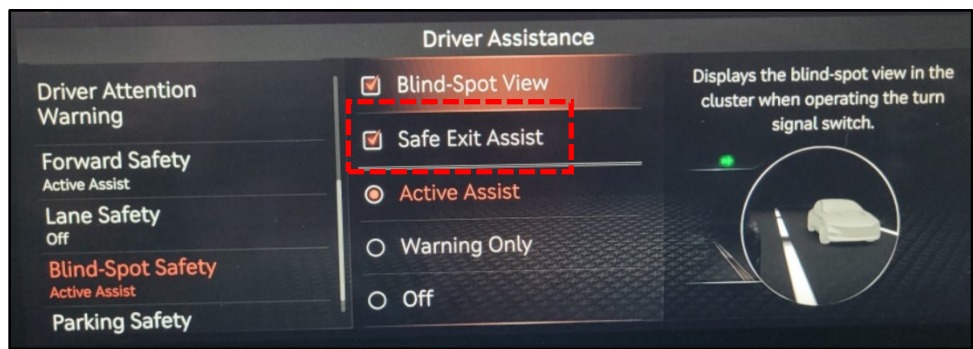 Driver Assistance
Driver Attention
Warning
Forward Safety
Active Assist
Lane Safety
Off
Blind-Spot Safety
Active Assist
Parking Safety
Blind-Spot View
Safe Exit Assist
Active Assist
Warning Only
Off
Displays the blind-spot view in the
cluster when operating the turn
signal switch.